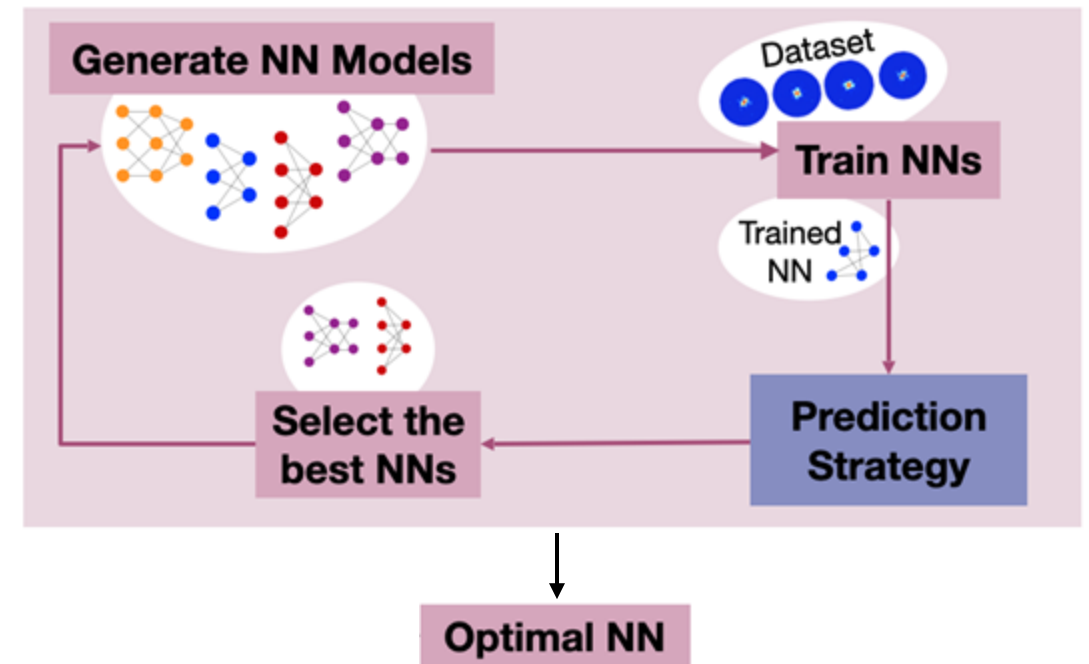 Generate NN Models
Dataset
Train NNs
Trained
NN
Prediction
Strategy
Select the
best NNs
Optimal NN